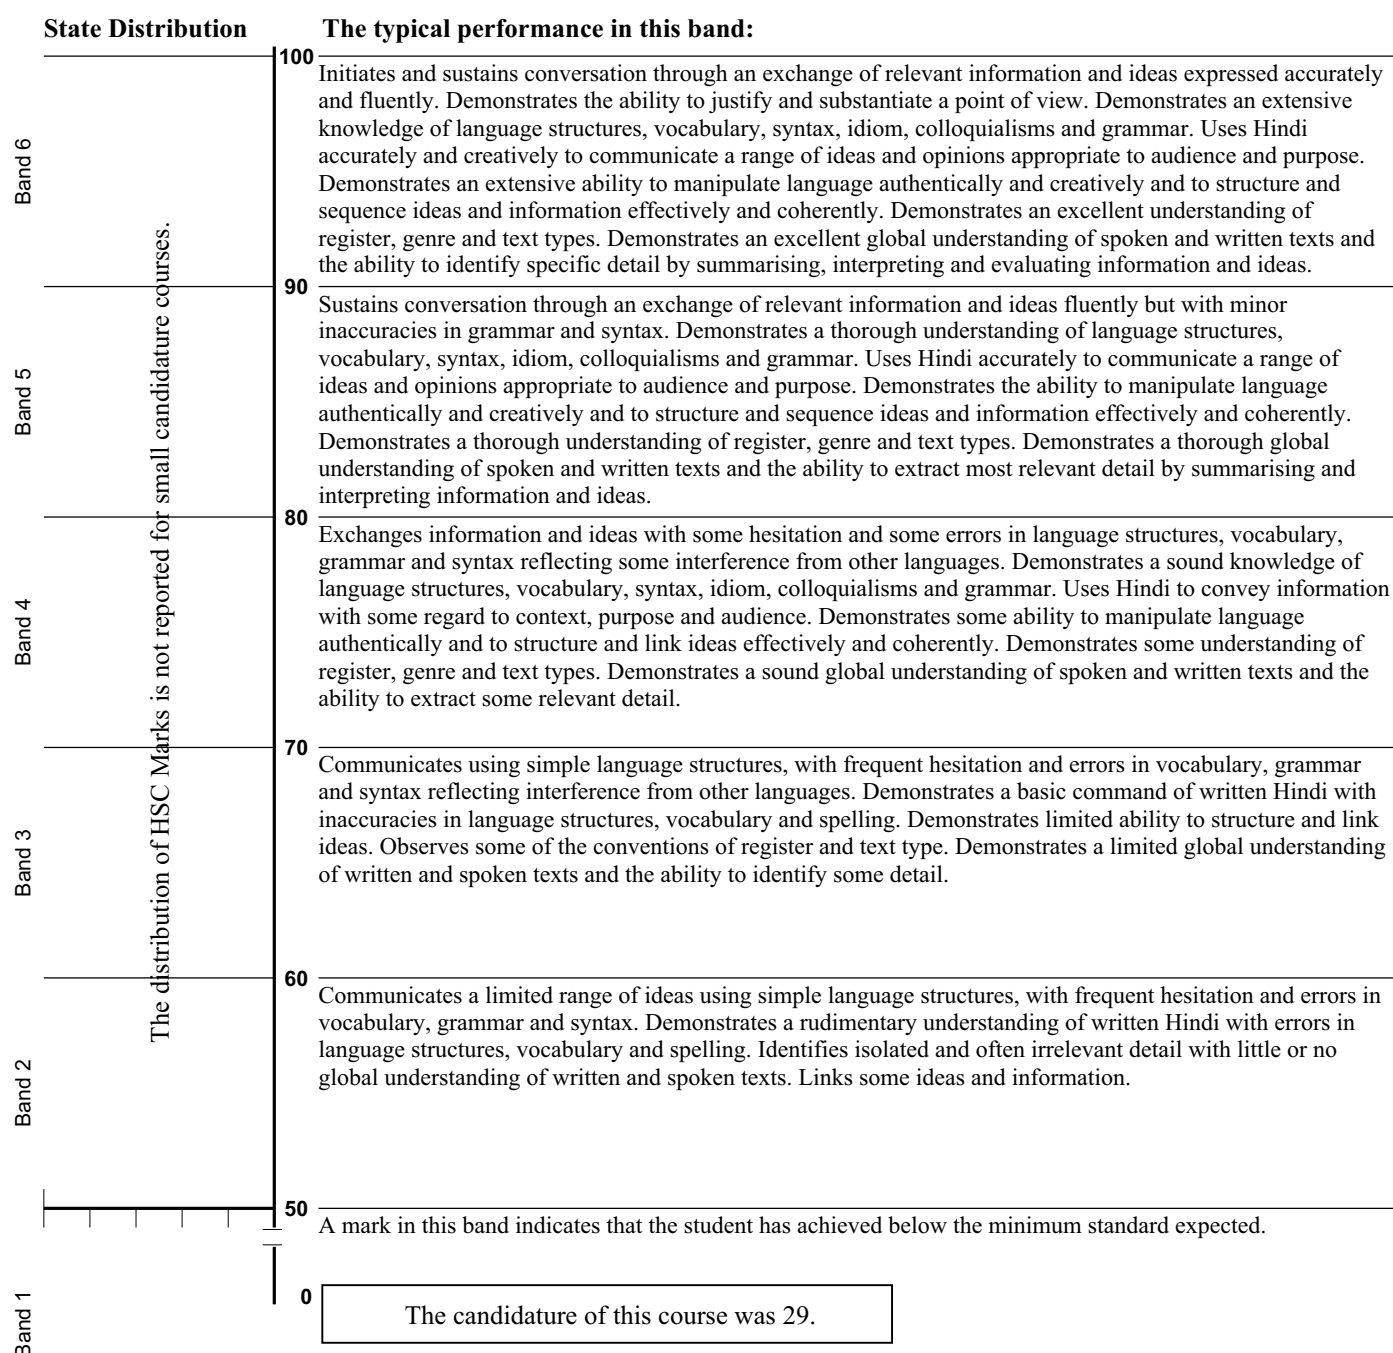 State Distribution
The typical performance in this band:
100
Band 6
Initiates and sustains conversation through an exchange of relevant information and ideas expressed accurately
and fluently. Demonstrates the ability to justify and substantiate a point of view. Demonstrates an extensive
knowledge of language structures, vocabulary, syntax, idiom, colloquialisms and grammar. Uses Hindi
accurately and creatively to communicate a range of ideas and opinions appropriate to audience and purpose.
Demonstrates an extensive ability to manipulate language authentically and creatively and to structure and
sequence ideas and information effectively and coherently. Demonstrates an excellent understanding of
register, genre and text types. Demonstrates an excellent global understanding of spoken and written texts and
the ability to identify specific detail by summarising, interpreting and evaluating information and ideas.
The distribution of HSC Marks is not reported for small candidature courses.
90
Band 5
Sustains conversation through an exchange of relevant information and ideas fluently but with minor
inaccuracies in grammar and syntax. Demonstrates a thorough understanding of language structures,
vocabulary, syntax, idiom, colloquialisms and grammar. Uses Hindi accurately to communicate a range of
ideas and opinions appropriate to audience and purpose. Demonstrates the ability to manipulate language
authentically and creatively and to structure and sequence ideas and information effectively and coherently.
Demonstrates a thorough understanding of register, genre and text types. Demonstrates a thorough global
understanding of spoken and written texts and the ability to extract most relevant detail by summarising and
interpreting information and ideas.
80
Band 4
Exchanges information and ideas with some hesitation and some errors in language structures, vocabulary,
grammar and syntax reflecting some interference from other languages. Demonstrates a sound knowledge of
language structures, vocabulary, syntax, idiom, colloquialisms and grammar. Uses Hindi to convey information
with some regard to context, purpose and audience. Demonstrates some ability to manipulate language
authentically and to structure and link ideas effectively and coherently. Demonstrates some understanding of
register, genre and text types. Demonstrates a sound global understanding of spoken and written texts and the
ability to extract some relevant detail.
70
Band 3
Communicates using simple language structures, with frequent hesitation and errors in vocabulary, grammar
and syntax reflecting interference from other languages. Demonstrates a basic command of written Hindi with
inaccuracies in language structures, vocabulary and spelling. Demonstrates limited ability to structure and link
ideas. Observes some of the conventions of register and text type. Demonstrates a limited global understanding
of written and spoken texts and the ability to identify some detail.
60
Band 2
Communicates a limited range of ideas using simple language structures, with frequent hesitation and errors in
vocabulary, grammar and syntax. Demonstrates a rudimentary understanding of written Hindi with errors in
language structures, vocabulary and spelling. Identifies isolated and often irrelevant detail with little or no
global understanding of written and spoken texts. Links some ideas and information.
50
A mark in this band indicates that the student has achieved below the minimum standard expected.
Band 1
0
The candidature of this course was 29.